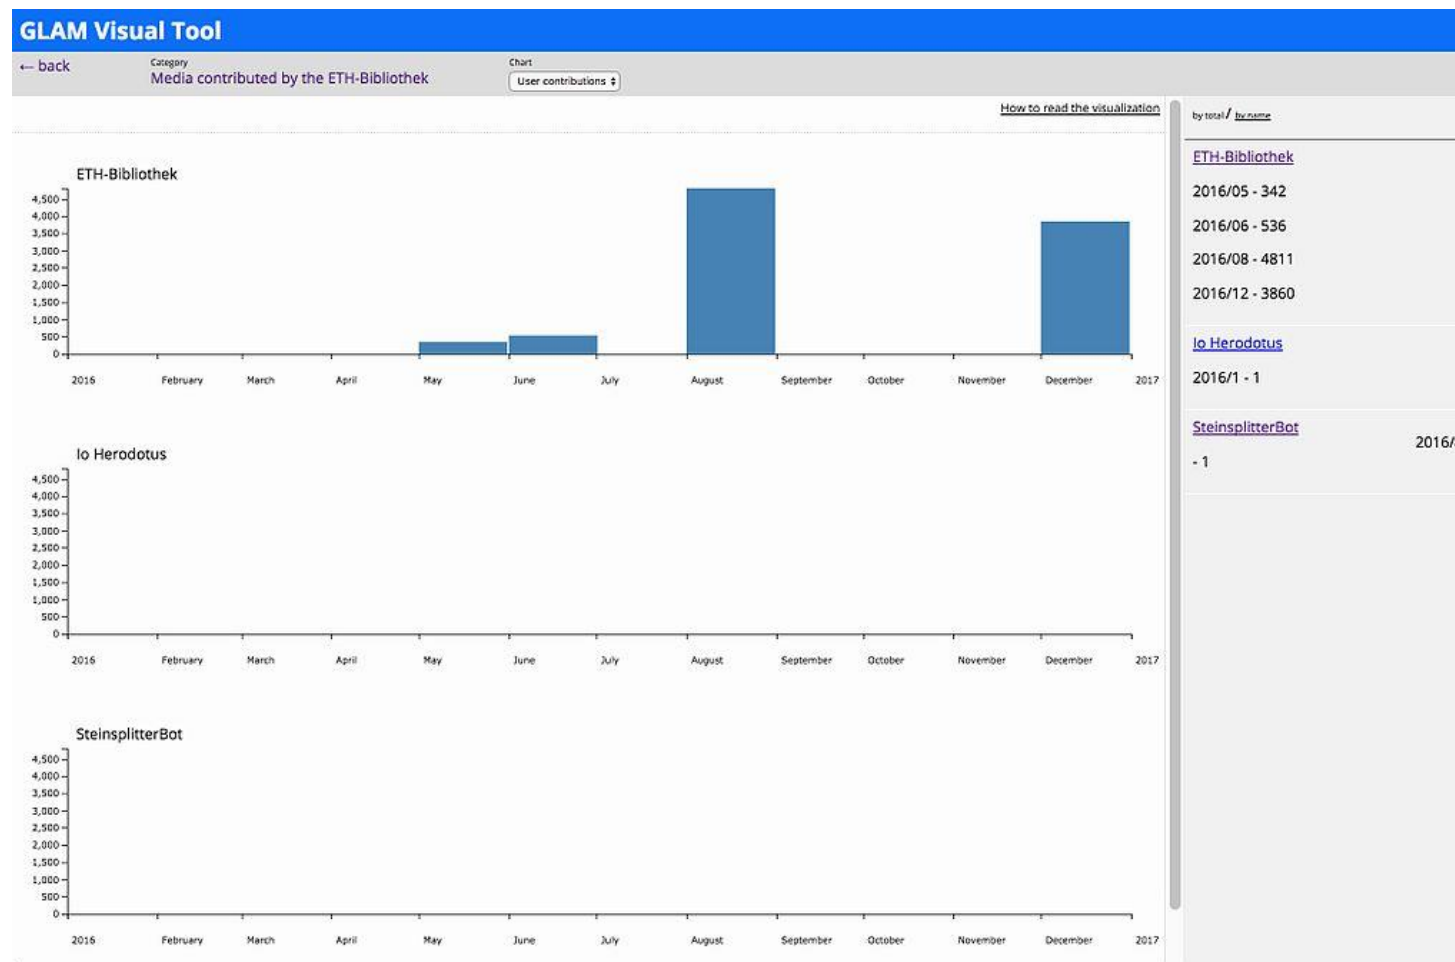 GLAM Visual Tool
← back
Category
Media contributed by the ETH-Bibliothek
Chart
User contributions
How to read the visualization
ETH-Bibliothek
4,500
4,000
3,500
3,000
2,500
2,000
1,500
1,000
500
0
2016 February March April May June July August September October November December 2017
Io Herodotus
4,500
4,000
3,500
3,000
2,500
2,000
1,500
1,000
500
0
2016 February March April May June July August September October November December 2017
SteinsplitterBot
4,500
4,000
3,500
3,000
2,500
2,000
1,500
1,000
500
0
2016 February March April May June July August September October November December 2017
by total / by name
ETH-Bibliothek
2016/05 - 342
2016/06 - 536
2016/08 - 4811
2016/12 - 3860
Io Herodotus
2016/1 - 1
SteinsplitterBot
2016/
- 1